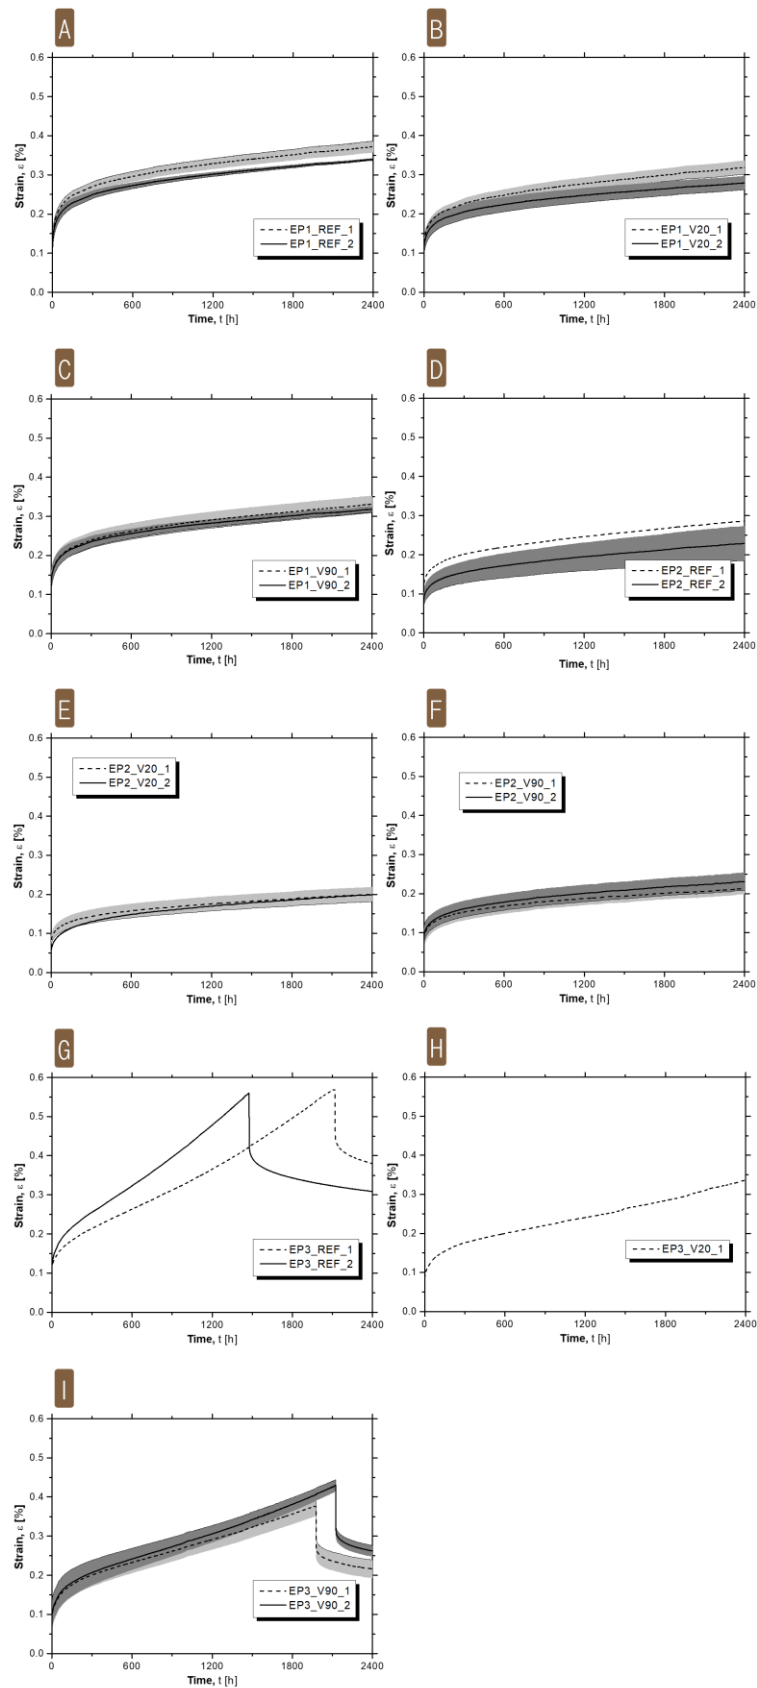 A
B
0.6
0.5
0.4
0.3
0.2
0.1
0.0
Strain, ε [%]
EP1_REF_1
EP1_REF_2
0 600 1200 1800 2400
Time, t [h]
0.6
0.5
0.4
0.3
0.2
0.1
0.0
Strain, ε [%]
EP1_V20_1
EP1_V20_2
0 600 1200 1800 2400
Time, t [h]
C
D
0.6
0.5
0.4
0.3
0.2
0.1
0.0
Strain, ε [%]
EP1_V90_1
EP1_V90_2
0 600 1200 1800 2400
Time, t [h]
0.6
0.5
0.4
0.3
0.2
0.1
0.0
Strain, ε [%]
EP2_REF_1
EP2_REF_2
0 600 1200 1800 2400
Time, t [h]
E
F
0.6
0.5
0.4
0.3
0.2
0.1
0.0
Strain, ε [%]
EP2_V20_1
EP2_V20_2
0 600 1200 1800 2400
Time, t [h]
0.6
0.5
0.4
0.3
0.2
0.1
0.0
Strain, ε [%]
EP2_V90_1
EP2_V90_2
0 600 1200 1800 2400
Time, t [h]
G
H
0.6
0.5
0.4
0.3
0.2
0.1
0.0
Strain, ε [%]
EP3_REF_1
EP3_REF_2
0 600 1200 1800 2400
Time, t [h]
0.6
0.5
0.4
0.3
0.2
0.1
0.0
Strain, ε [%]
EP3_V20_1
0 600 1200 1800 2400
Time, t [h]
I
0.6
0.5
0.4
0.3
0.2
0.1
0.0
Strain, ε [%]
EP3_V90_1
EP3_V90_2
0 600 1200 1800 2400
Time, t [h]